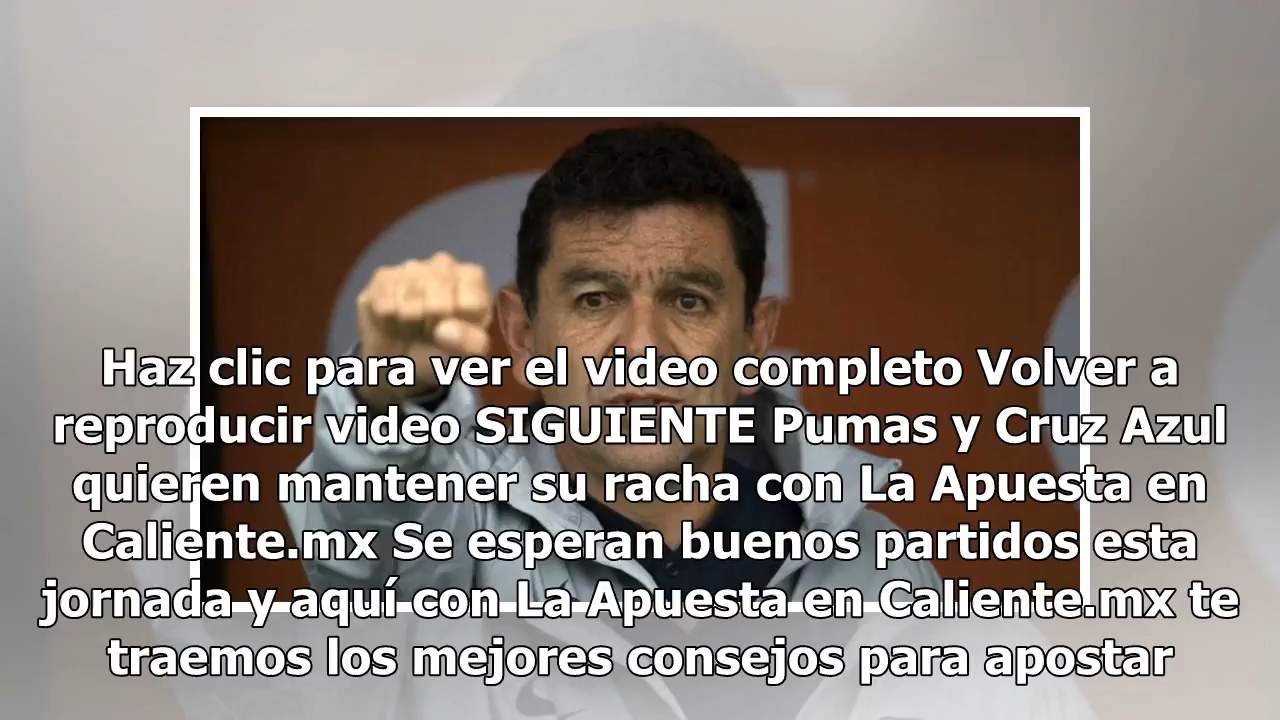 Haz clic para ver el video completo Volver a
reproducir video SIGUIENTE Pumas y Cruz Azul
quieren mantener su racha con La Apuesta en
Caliente.mx Se esperan buenos partidos esta
jornada y aquí con La Apuesta en Caliente.mx te
traemos los mejores consejos para apostar